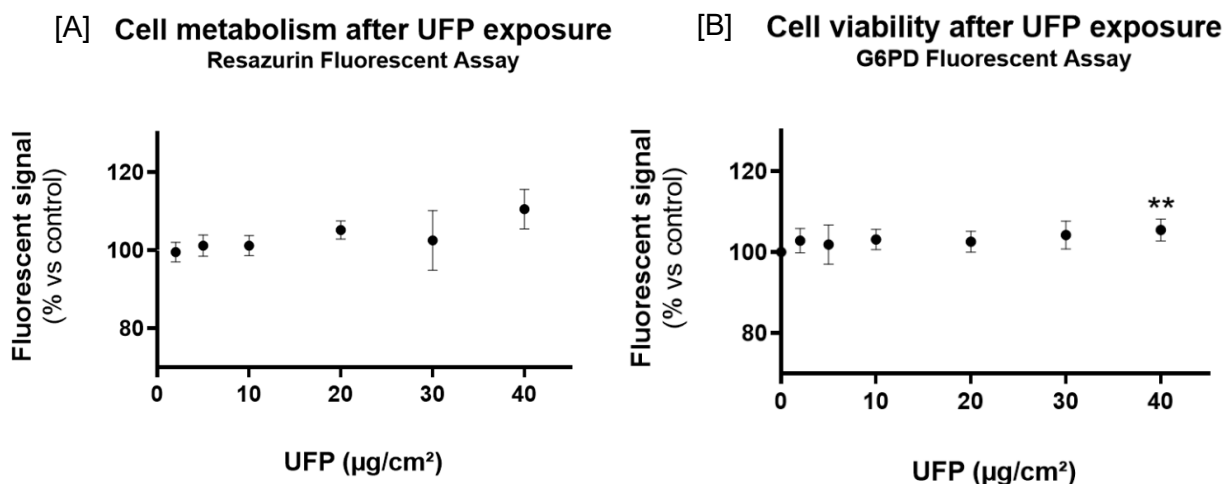 [A] Cell metabolism after UFP exposure
Resazurin Fluorescent Assay
Fluorescent signal
(% vs control)
120
100
80
0 10 20 30 40
UFP (µg/cm²)
[B] Cell viability after UFP exposure
G6PD Fluorescent Assay
Fluorescent signal
(% vs control)
120
100
80
**
0 10 20 30 40
UFP (µg/cm²)